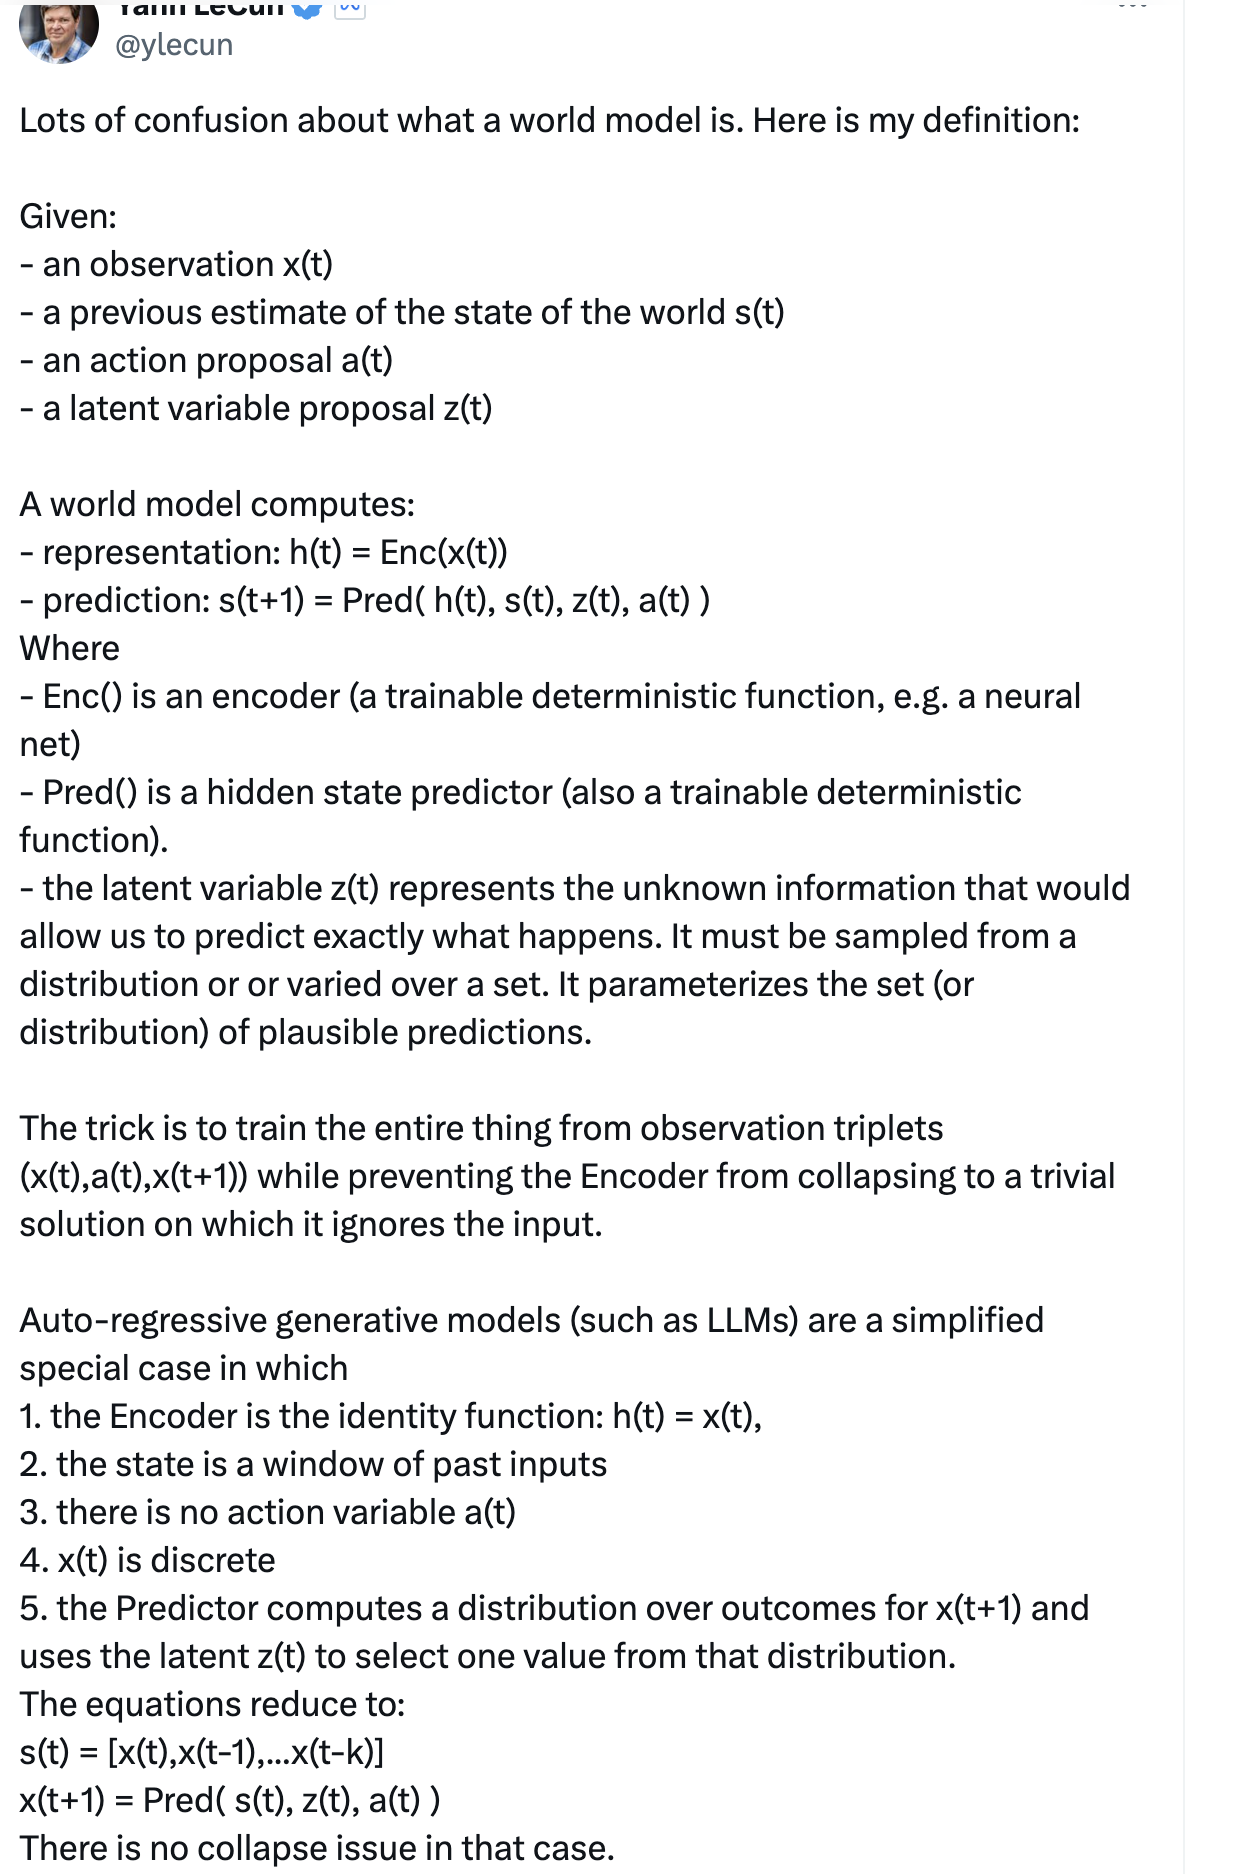 Yann LeCun
@ylecun
Lots of confusion about what a world model is. Here is my definition:
Given:
- an observation x(t)
- a previous estimate of the state of the world s(t)
- an action proposal a(t)
- a latent variable proposal z(t)
A world model computes:
- representation: h(t) = Enc(x(t))
- prediction: s(t+1) = Pred( h(t), s(t), z(t), a(t) )
Where
- Enc() is an encoder (a trainable deterministic function, e.g. a neural
net)
- Pred() is a hidden state predictor (also a trainable deterministic
function).
- the latent variable z(t) represents the unknown information that would
allow us to predict exactly what happens. It must be sampled from a
distribution or or varied over a set. It parameterizes the set (or
distribution) of plausible predictions.
The trick is to train the entire thing from observation triplets
(x(t),a(t),x(t+1)) while preventing the Encoder from collapsing to a trivial
solution on which it ignores the input.
Auto-regressive generative models (such as LLMs) are a simplified
special case in which
1. the Encoder is the identity function: h(t) = x(t),
2. the state is a window of past inputs
3. there is no action variable a(t)
4. x(t) is discrete
5. the Predictor computes a distribution over outcomes for x(t+1) and
uses the latent z(t) to select one value from that distribution.
The equations reduce to:
s(t) = [x(t),x(t-1),...x(t-k)]
x(t+1) = Pred( s(t), z(t), a(t) )
There is no collapse issue in that case.